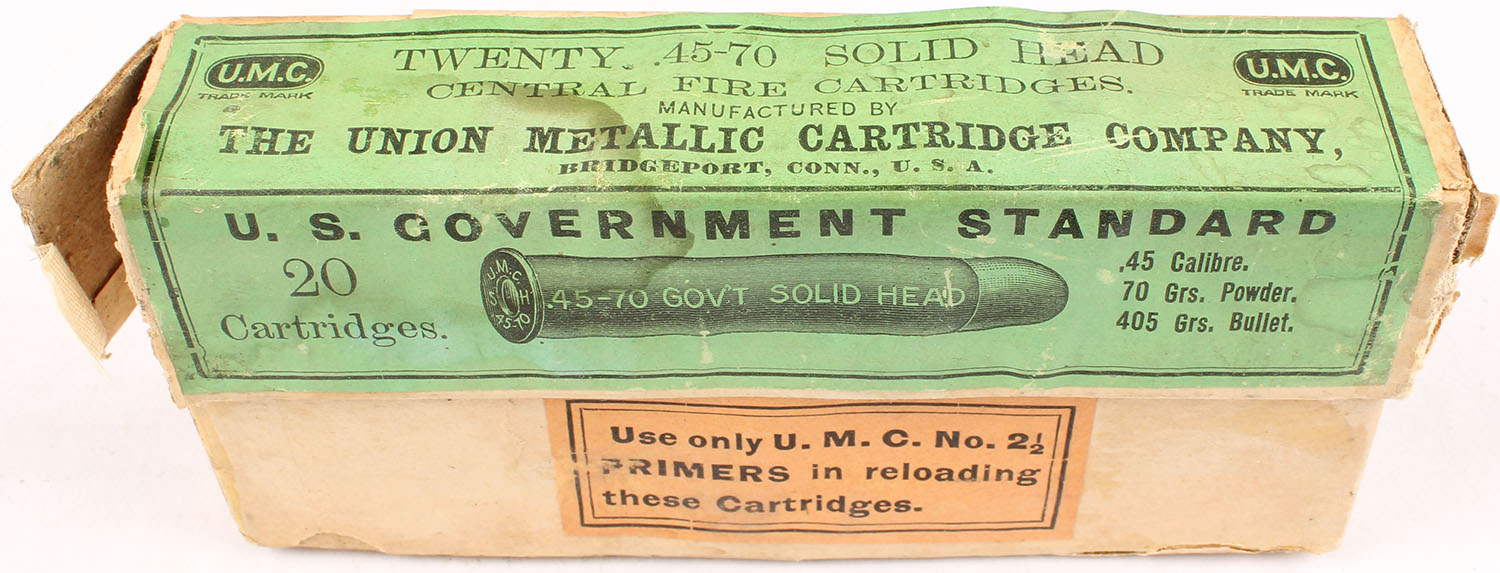 U.M.C.
TRADE MARK
TWENTY, .45-70 SOLID HEAD
CENTRAL FIRE CARTRIDGES.
MANUFACTURED BY
THE UNION METALLIC CARTRIDGE COMPANY,
BRIDGEPORT, CONN., U. S. A.
U.M.C.
TRADE MARK
U. S. GOVERNMENT STANDARD
20
Cartridges.
U.M.C.
S H
.45-70
.45-70 GOV'T SOLID HEAD
.45 Calibre.
70 Grs. Powder.
405 Grs. Bullet.
Use only U. M. C. No. 2½
PRIMERS in reloading
these Cartridges.